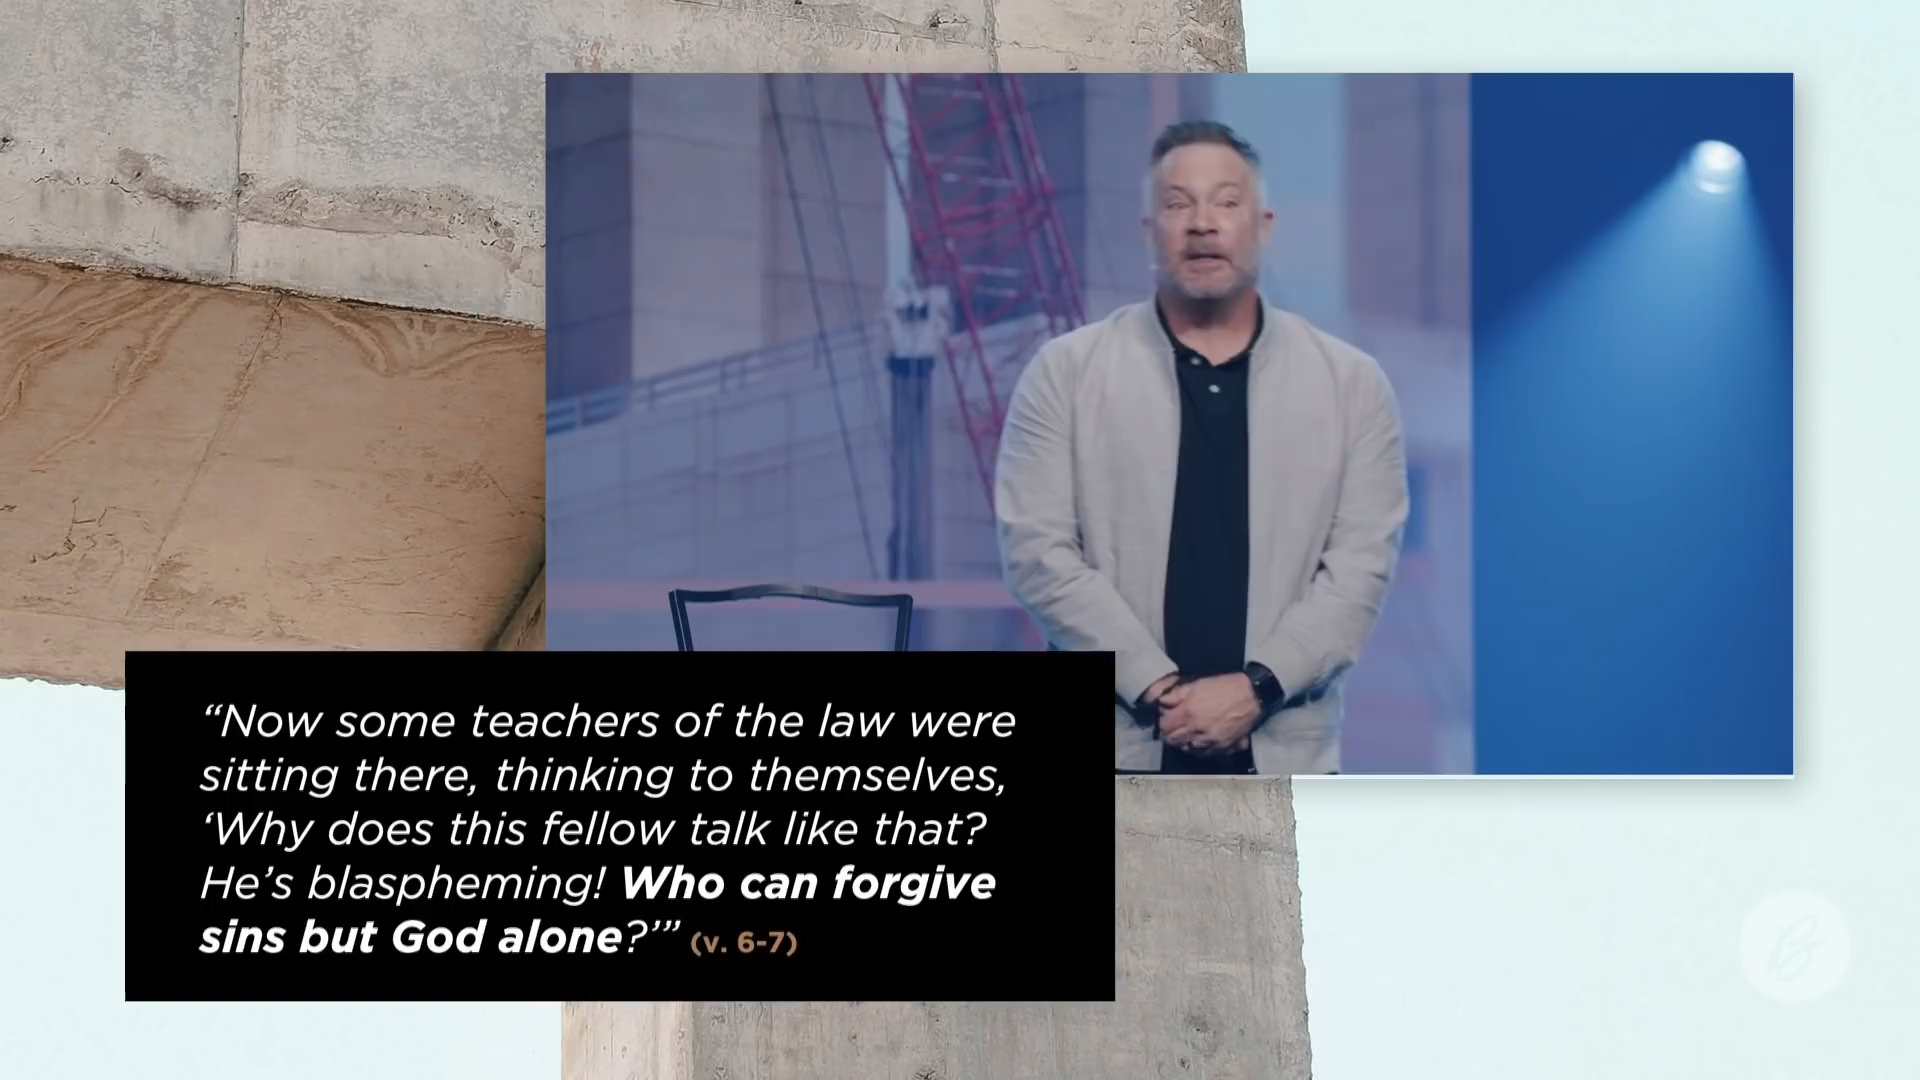 “Now some teachers of the law were
sitting there, thinking to themselves,
‘Why does this fellow talk like that?
He’s blaspheming! Who can forgive
sins but God alone?’” (v. 6-7)